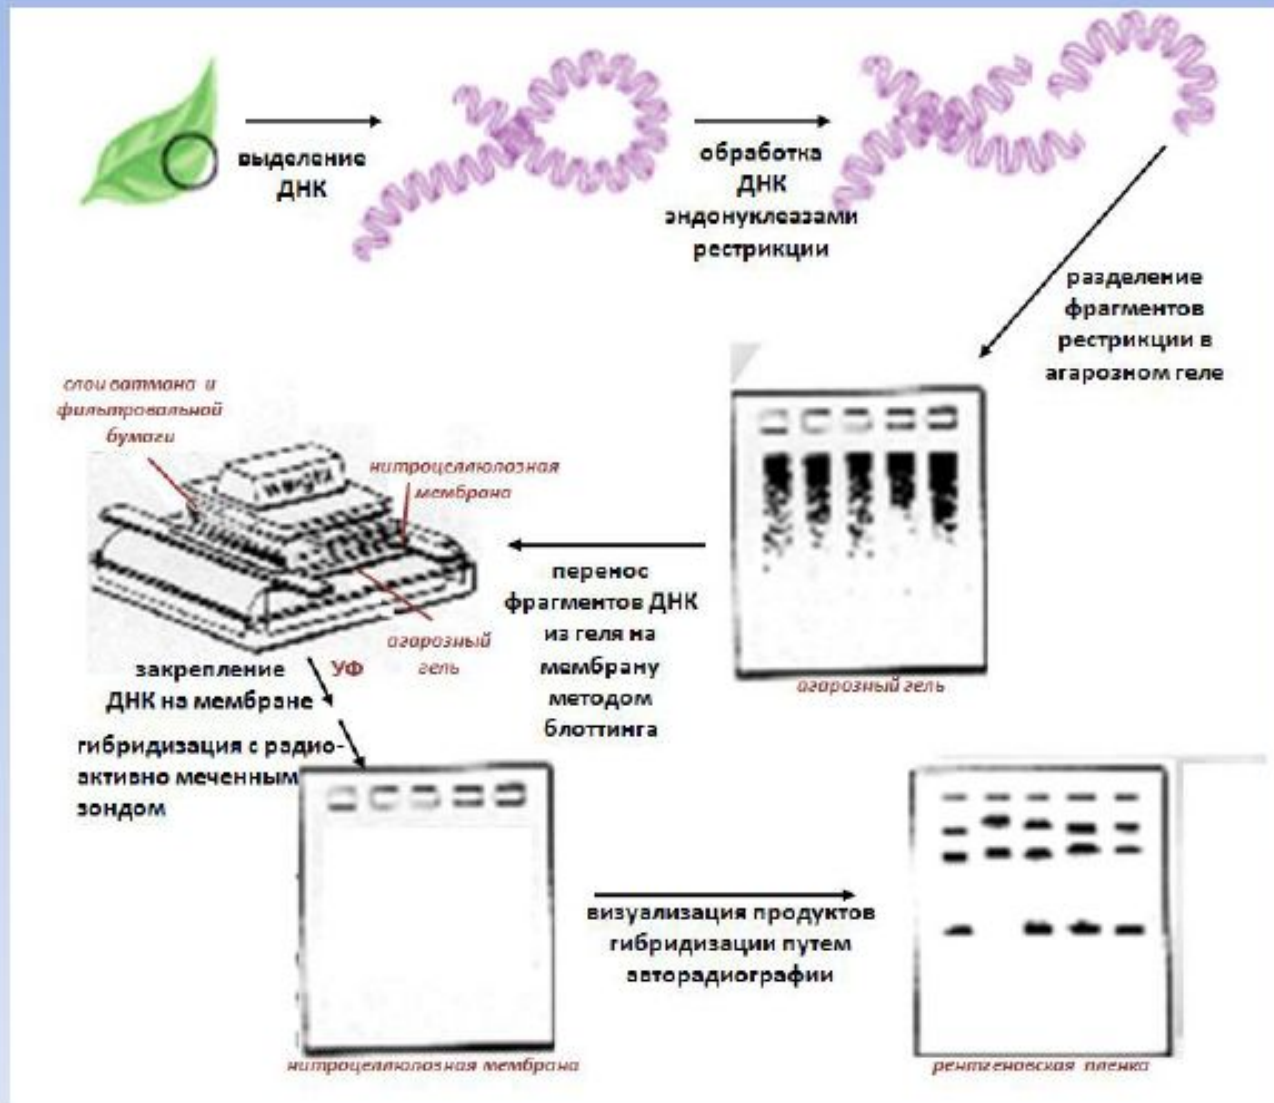 выделение
ДНК
обработка
ДНК
эндонуклеазами
рестрикции
разделение
фрагментов
рестрикции в
агарозном геле
слои ватмана и
фильтровальной
бумаги
нитроцеллюлозная
мембрана
агарозный
гель
агарозный гель
перенос
фрагментов ДНК
из геля на
мембрану
методом
блоттинга
закрепление
ДНК на мембране
УФ
гибридизация с радио-
активно меченным
зондом
нитроцеллюлозная мембрана
визуализация продуктов
гибридизации путем
авторадиографии
рентгеновская пленка